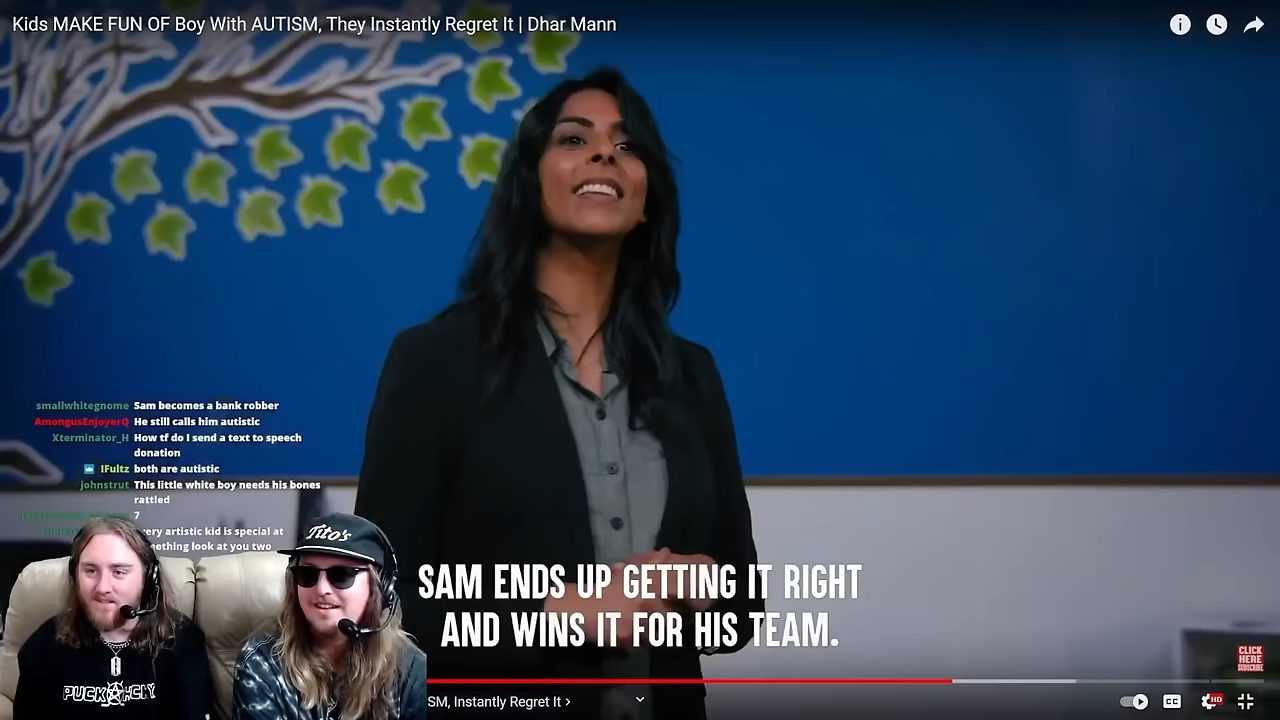 Kids MAKE FUN OF Boy With AUTISM, They Instantly Regret It | Dhar Mann
smallwhitegnome Sam becomes a bank robber
AmongusEnjoyerQ He still calls him autistic
Xterminator_H How tf do I send a text to speech
donation
IFultz both are autistic
johnstrut This little white boy needs his bones
rattled
7
very artistic kid is special at
mething look at you two
Tito's
SAM ENDS UP GETTING IT RIGHT
AND WINS IT FOR HIS TEAM.
CLICK
HERE
SUBSCRIBE
SM, Instantly Regret It >
CC
HD